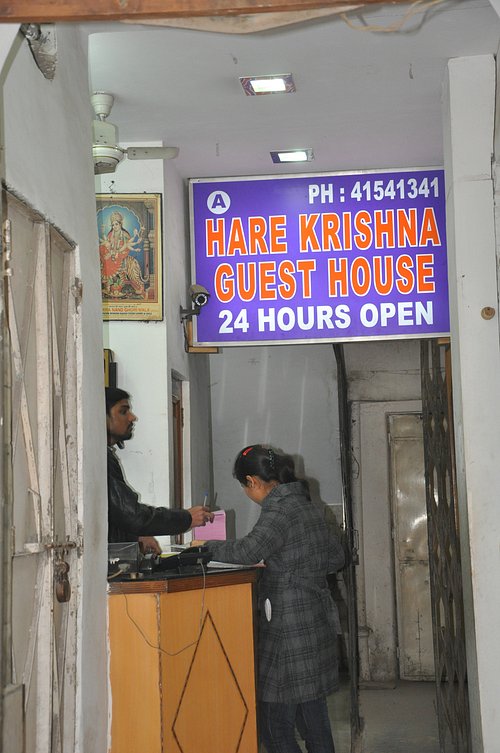 A
PH : 41541341
HARE KRISHNA
GUEST HOUSE
24 HOURS OPEN